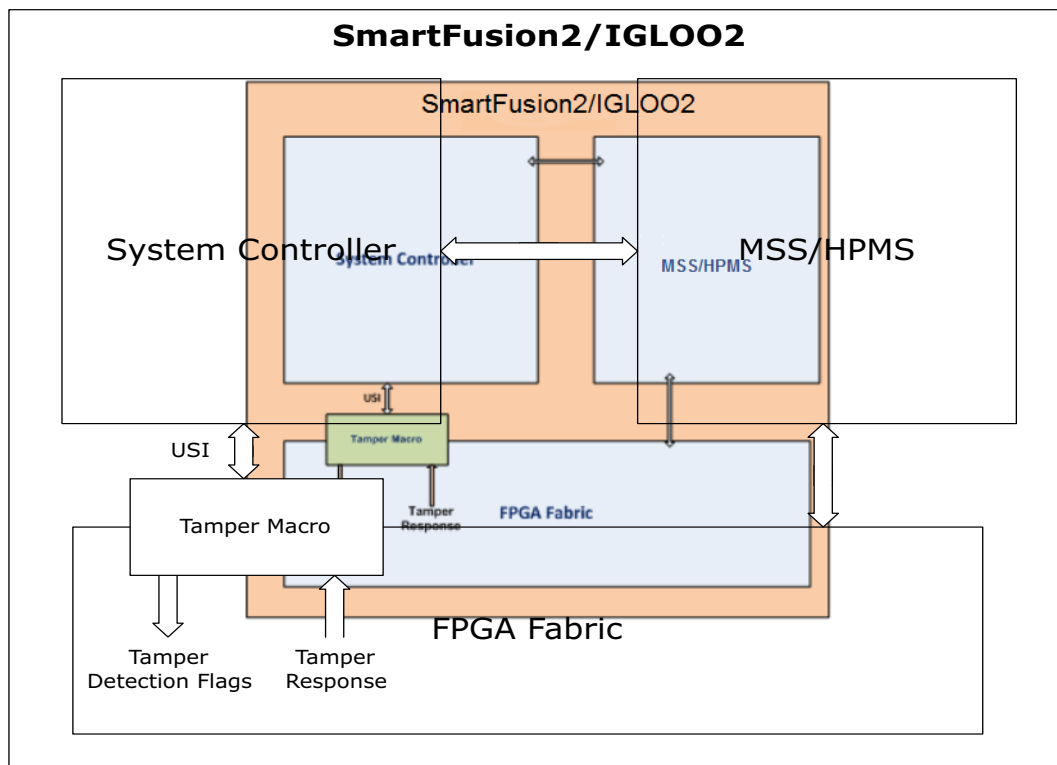 SmartFusion2/IGLOO2
SmartFusion2/IGLOO2
System Controller
MSS/HPMS
System Controller
MSS/HPMS
USI
USI
Tamper Macro
Tamper Macro
Tamper
Response
FPGA Fabric
FPGA Fabric
Tamper
Detection Flags
Tamper
Response